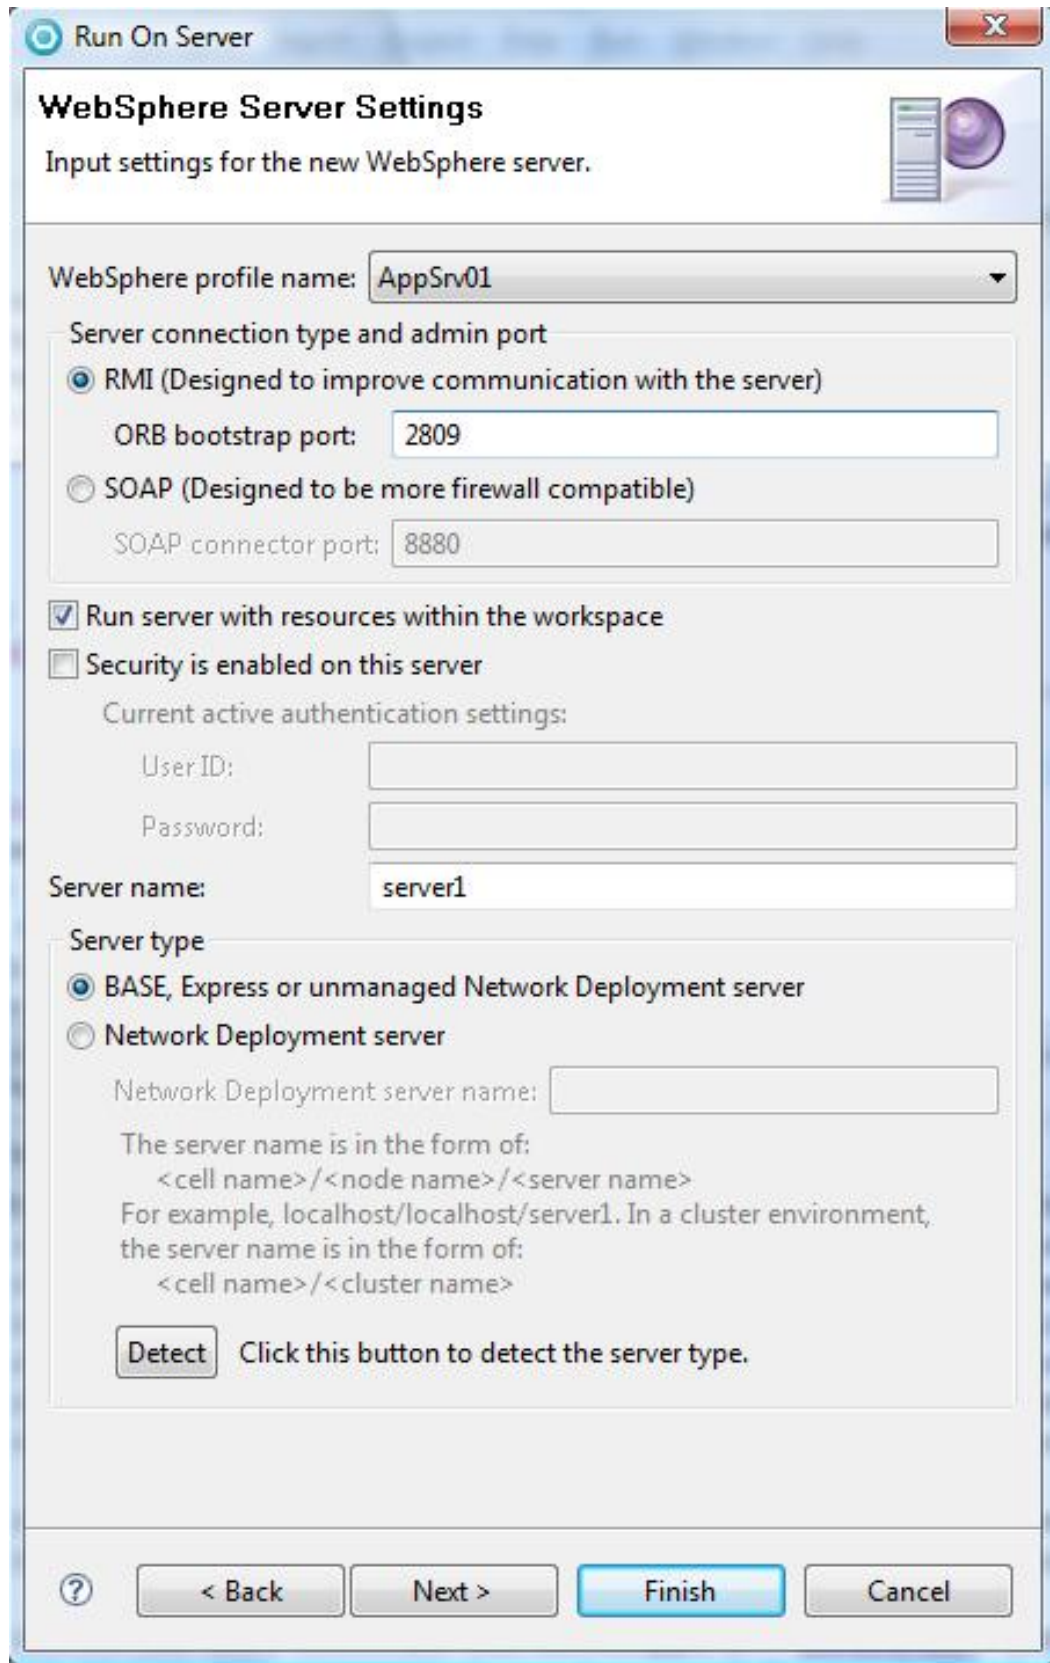 Run On Server
WebSphere Server Settings
Input settings for the new WebSphere server.
WebSphere profile name: AppSrv01
Server connection type and admin port
RMI (Designed to improve communication with the server)
ORB bootstrap port: 2809
SOAP (Designed to be more firewall compatible)
SOAP connector port: 8880
Run server with resources within the workspace
Security is enabled on this server
Current active authentication settings:
User ID:
Password:
Server name: server1
Server type
BASE, Express or unmanaged Network Deployment server
Network Deployment server
Network Deployment server name:
The server name is in the form of:
<cell name>/<node name>/<server name>
For example, localhost/localhost/server1. In a cluster environment,
the server name is in the form of:
<cell name>/<cluster name>
Detect Click this button to detect the server type.
? < Back Next > Finish Cancel